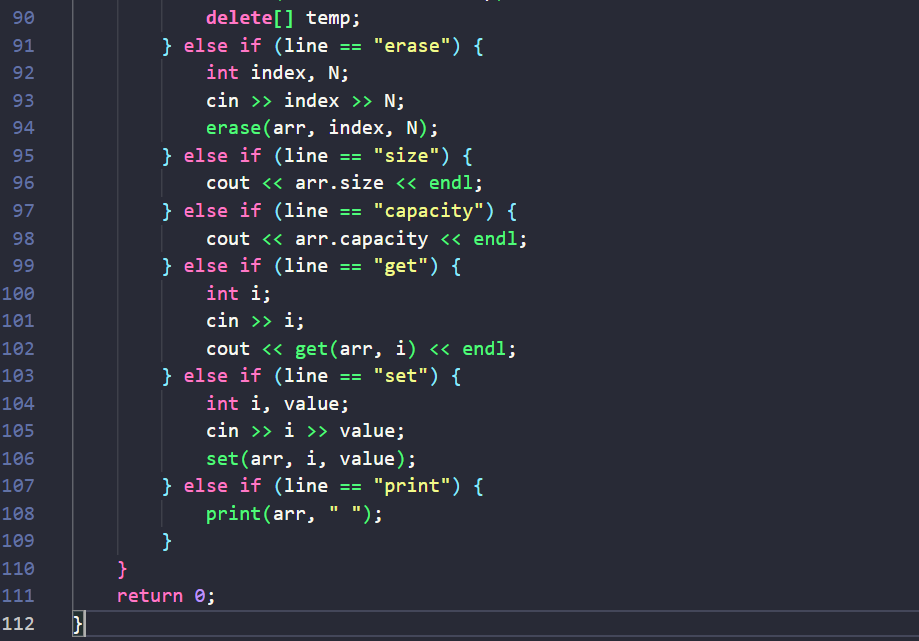 90 delete[] temp;
91 } else if (line == "erase") {
92 int index, N;
93 cin >> index >> N;
94 erase(arr, index, N);
95 } else if (line == "size") {
96 cout << arr.size << endl;
97 } else if (line == "capacity") {
98 cout << arr.capacity << endl;
99 } else if (line == "get") {
100 int i;
101 cin >> i;
102 cout << get(arr, i) << endl;
103 } else if (line == "set") {
104 int i, value;
105 cin >> i >> value;
106 set(arr, i, value);
107 } else if (line == "print") {
108 print(arr, " ");
109 }
110 }
111 return 0;
112 }